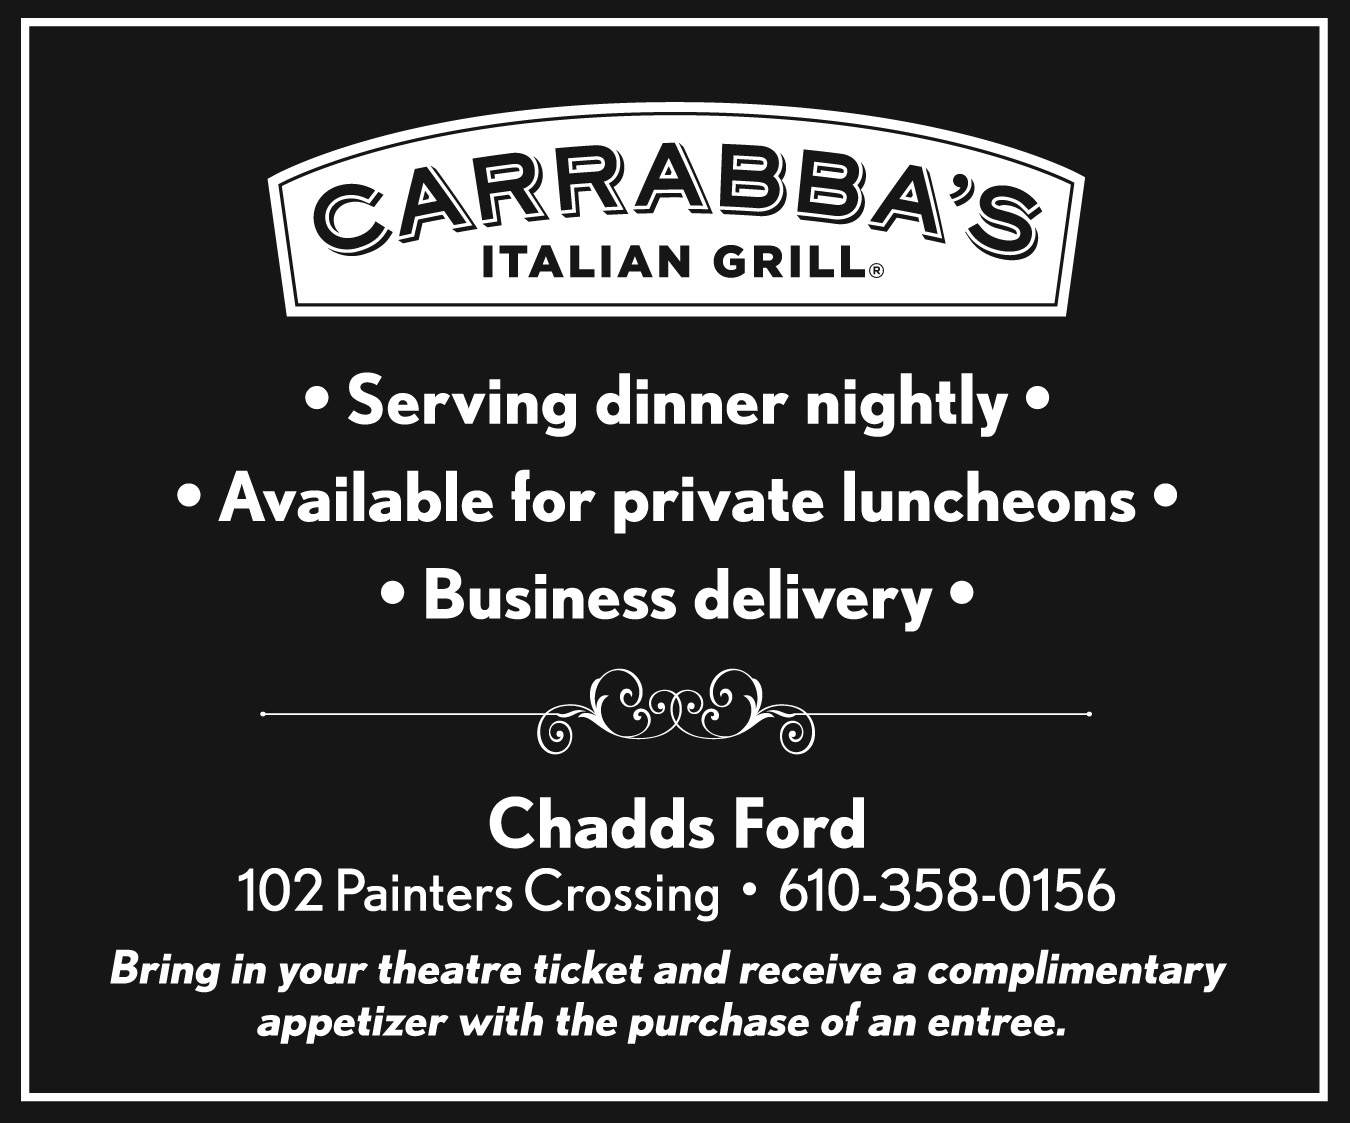 CARRABBA'S
ITALIAN GRILL®
• Serving dinner nightly •
• Available for private luncheons •
• Business delivery •
Chadds Ford
102 Painters Crossing • 610-358-0156
Bring in your theatre ticket and receive a complimentary
appetizer with the purchase of an entree.